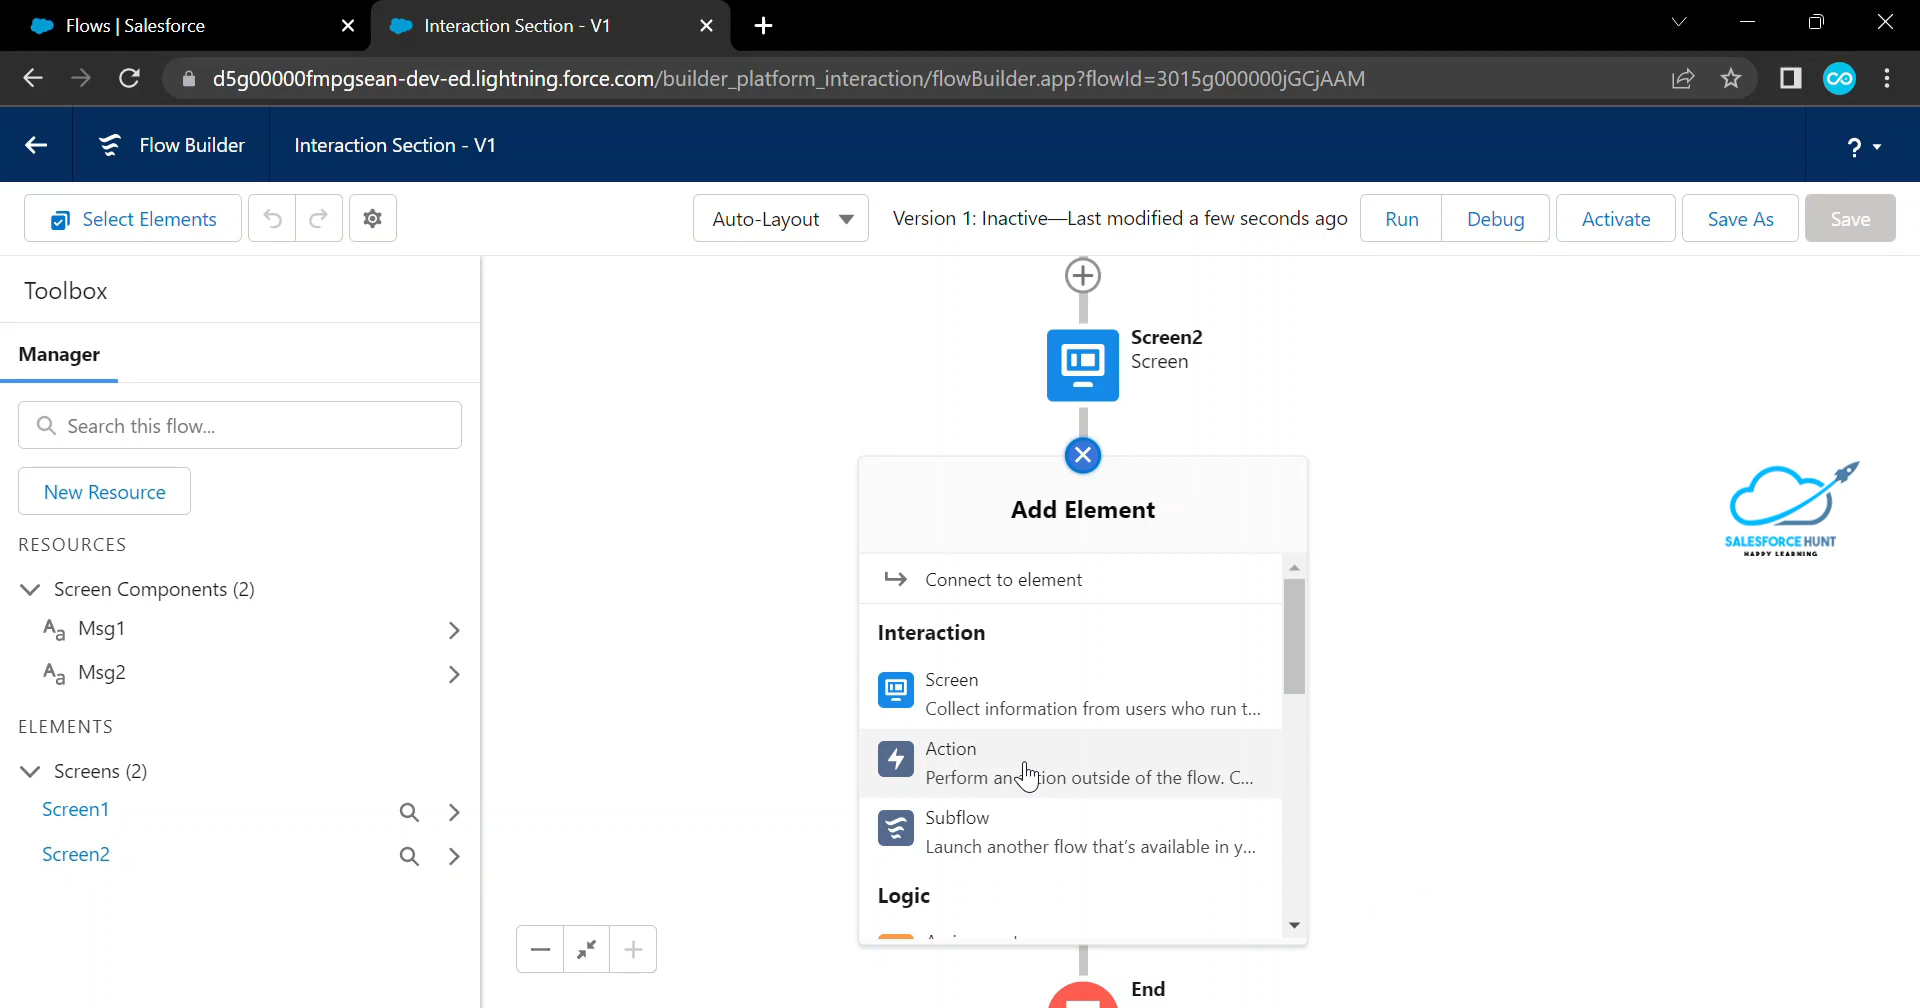 Flows | Salesforce
Interaction Section - V1
d5g00000fmpgsean-dev-ed.lightning.force.com/builder_platform_interaction/flowBuilder.app?flowId=3015g000000jGCjAAM
Flow Builder
Interaction Section - V1
?
Select Elements
Auto-Layout
Version 1: Inactive—Last modified a few seconds ago
Run
Debug
Activate
Save As
Save
Toolbox
Manager
Search this flow...
New Resource
RESOURCES
Screen Components (2)
Aa Msg1
Aa Msg2
ELEMENTS
Screens (2)
Screen1
Screen2
Screen2
Screen
Add Element
Connect to element
Interaction
Screen
Collect information from users who run t...
Action
Perform an outside of the flow. C...
Subflow
Launch another flow that's available in y...
Logic
End
SALESFORCE HUNT
HAPPY LEARNING